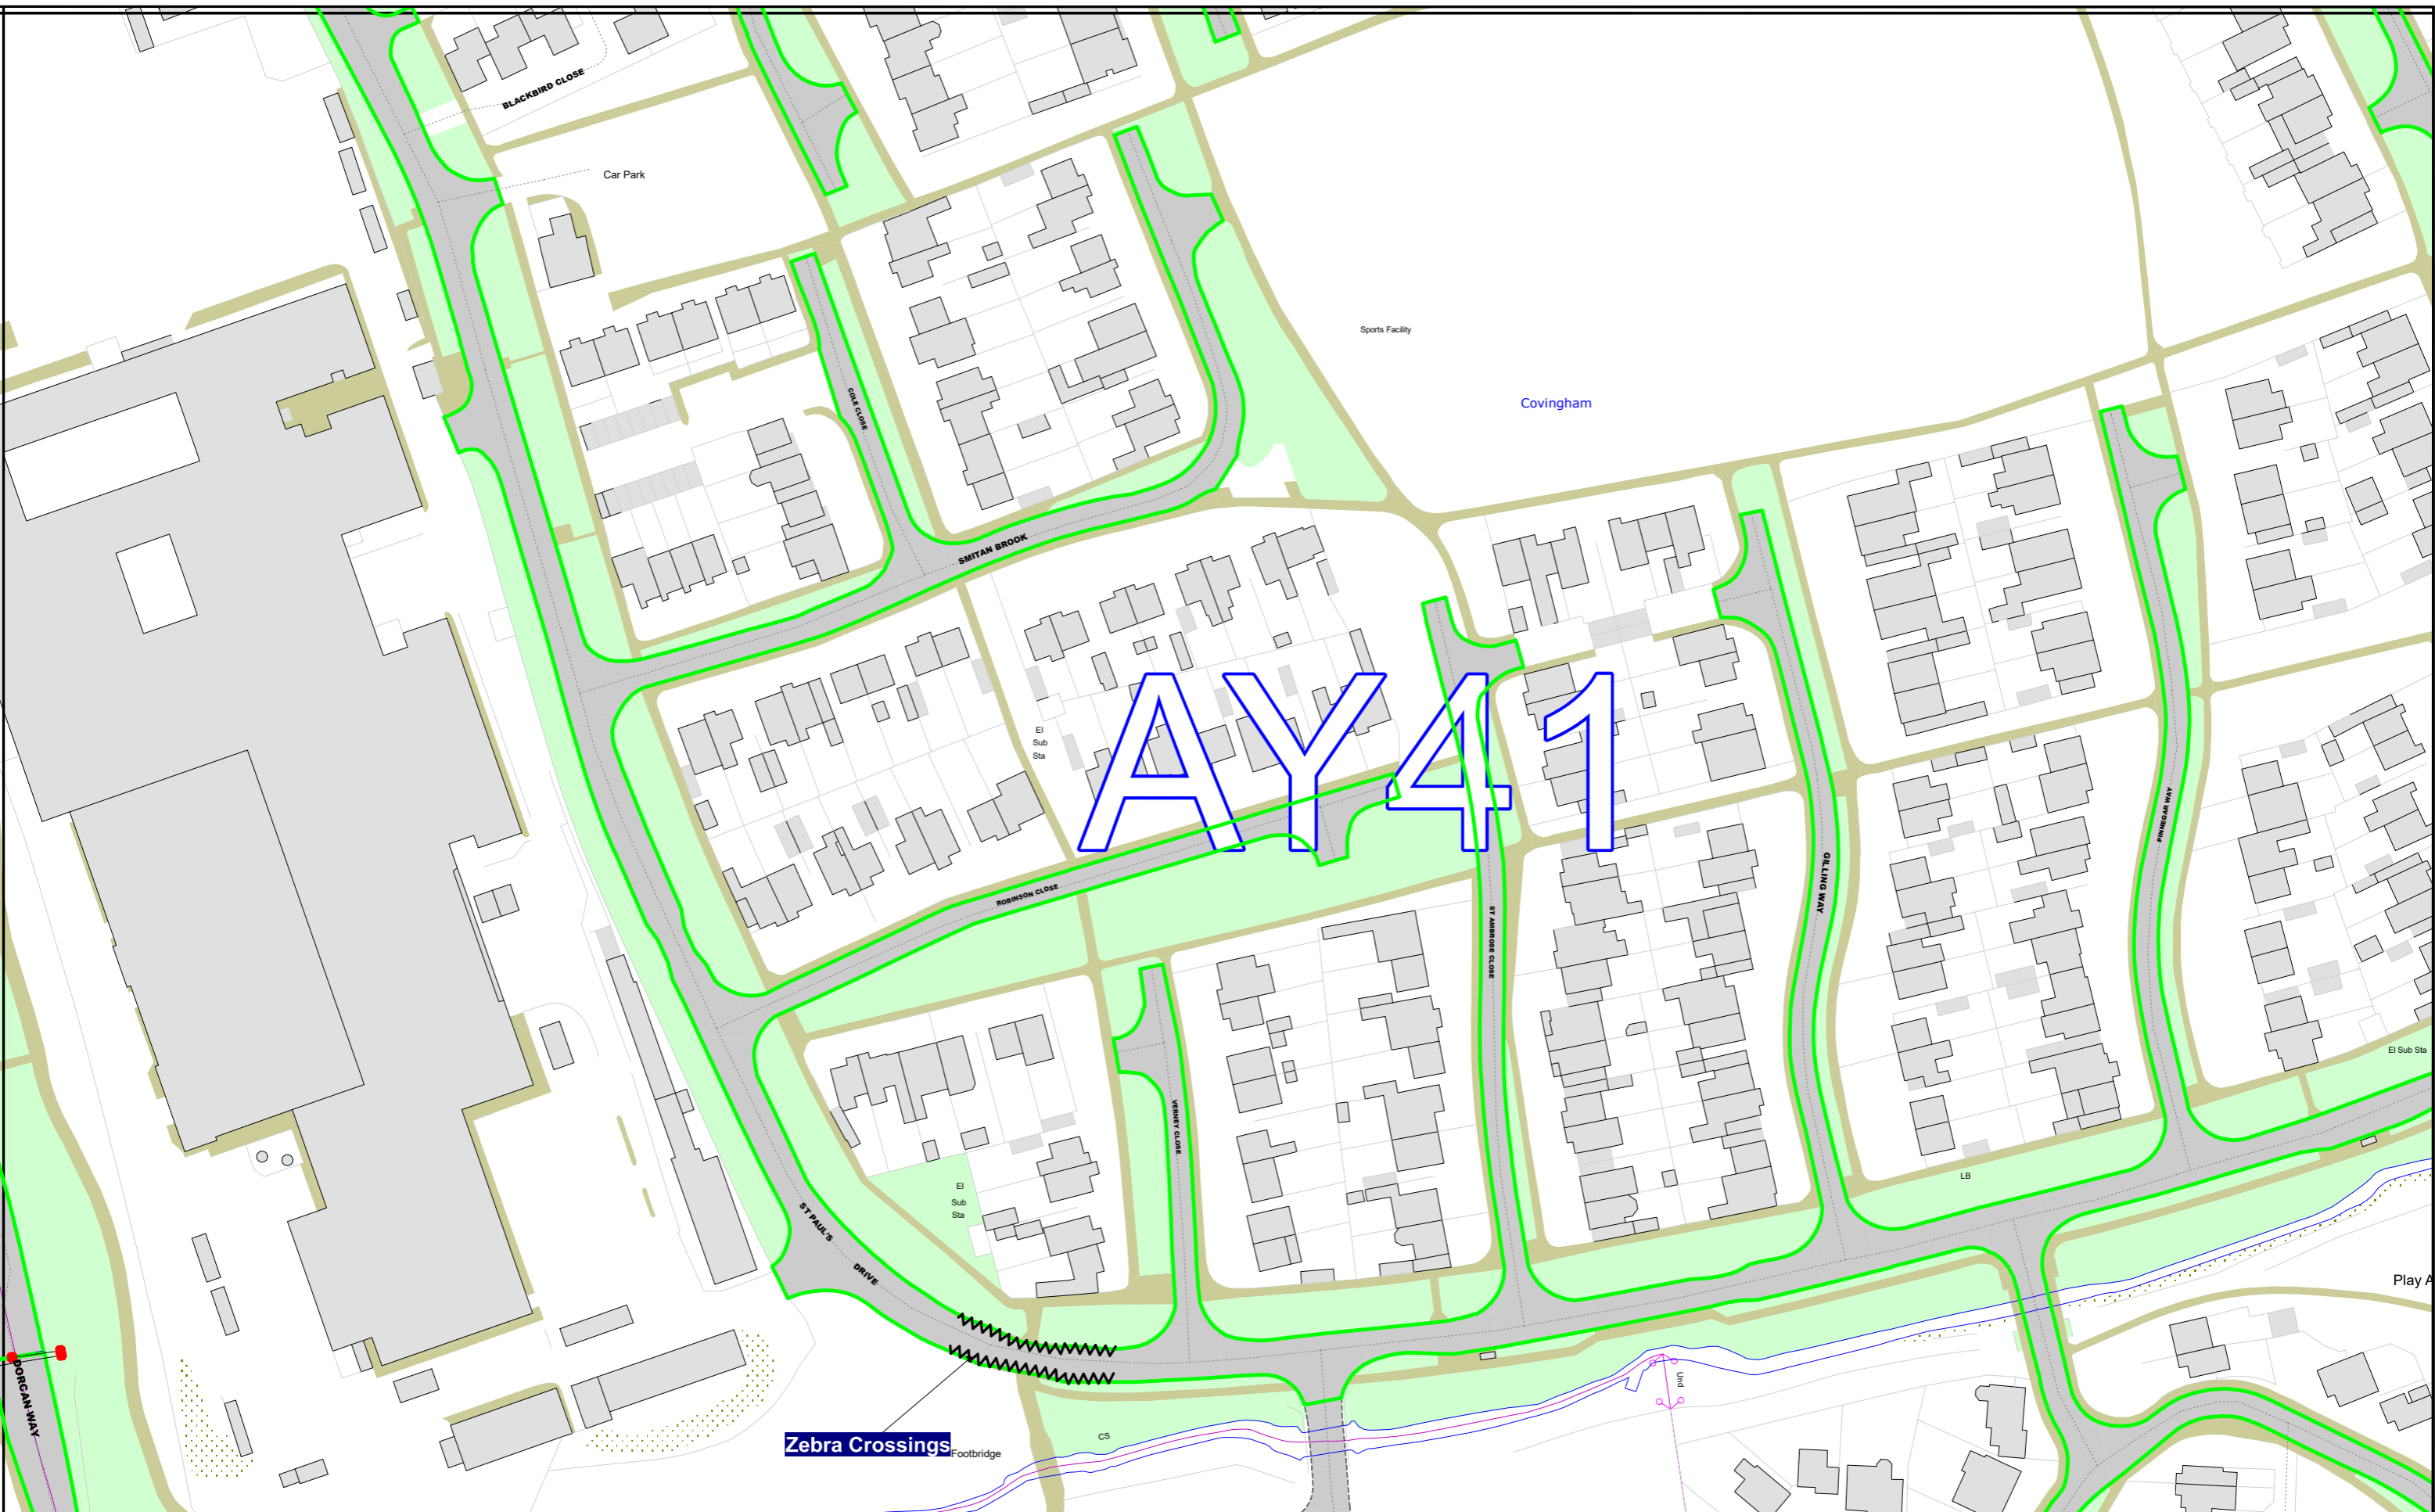 BLACKBIRD CLOSE
Car Park
Sports Facility
Covingham
COLE CLOSE
SMITAN BROOK
AY41
El
Sub
Sta
PINNEGAR WAY
GILLING WAY
ROBINSON CLOSE
ST AMBROSE CLOSE
El Sub Sta
VERNEY CLOSE
LB
El
Sub
Sta
ST PAUL'S
DRIVE
Play A
DORCAN WAY
Und
Zebra Crossings
Footbridge
CS